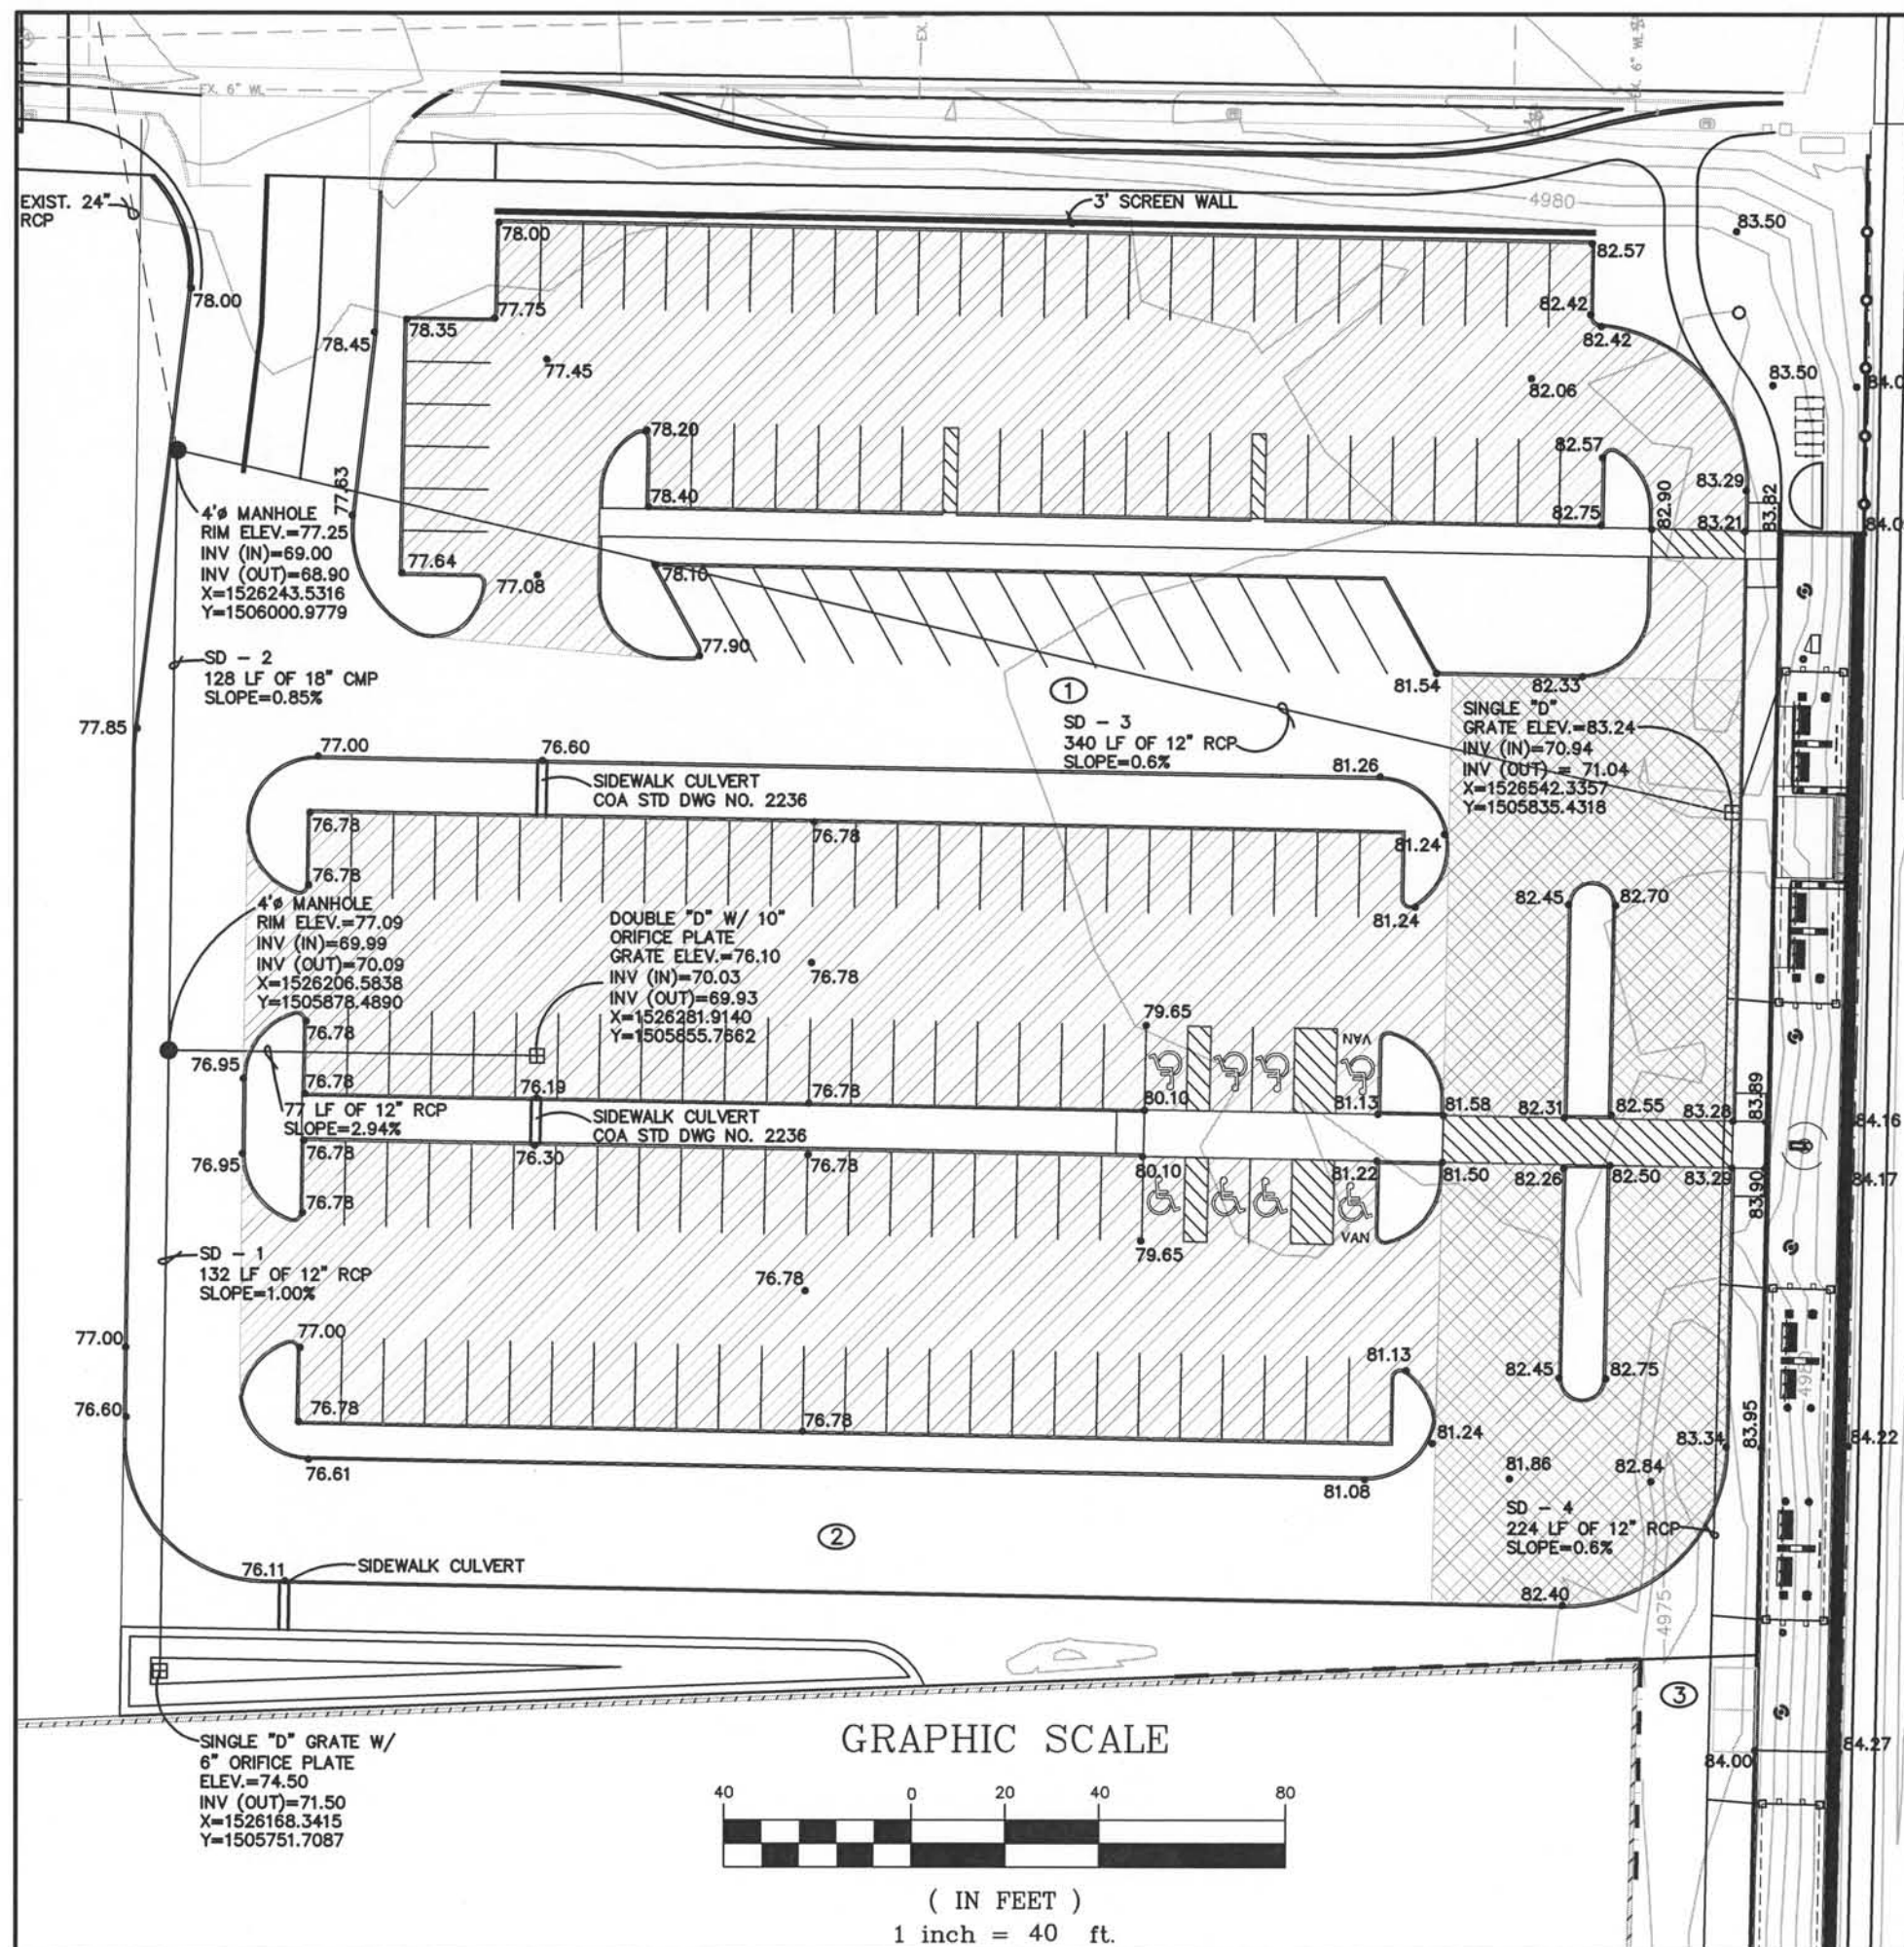 EX.
EX. 6" WL
EX. 6" WL
EXIST. 24"
RCP
3' SCREEN WALL
4980
83.50
78.00
82.57
78.00
77.75
82.42
78.35
82.42
78.45
77.45
82.06
83.50
78.20
82.57
77.63
78.40
82.75
82.90
83.29
83.21
83.82
4'ø MANHOLE
RIM ELEV.=77.25
INV (IN)=69.00
INV (OUT)=68.90
X=1526243.5316
Y=1506000.9779
77.64
77.08
78.10
77.90
SD - 2
128 LF OF 18" CMP
SLOPE=0.85%
81.54
82.33
77.85
1
SD - 3
340 LF OF 12" RCP
SLOPE=0.6%
SINGLE "D"
GRATE ELEV.=83.24
INV (IN)=70.94
INV (OUT) = 71.04
X=1526542.3357
Y=1505835.4318
77.00
76.60
81.26
SIDEWALK CULVERT
COA STD DWG NO. 2236
76.78
76.78
81.24
76.78
81.24
82.45
82.70
4'ø MANHOLE
RIM ELEV.=77.09
INV (IN)=69.99
INV (OUT)=70.09
X=1526206.5838
Y=1505878.4890
DOUBLE "D" W/ 10"
ORIFICE PLATE
GRATE ELEV.=76.10
INV (IN)=70.03
INV (OUT)=69.93
X=1526281.9140
Y=1505855.7662
76.78
76.78
79.65
VAN
76.95
76.78
76.19
76.78
80.10
81.13
81.58
82.31
82.55
83.28
83.89
84.16
77 LF OF 12" RCP
SLOPE=2.94%
SIDEWALK CULVERT
COA STD DWG NO. 2236
76.95
76.78
76.30
76.78
80.10
81.22
81.50
82.26
82.50
83.29
83.90
84.17
76.78
79.65
VAN
SD - 1
132 LF OF 12" RCP
SLOPE=1.00%
76.78
77.00
77.00
81.13
82.45
82.75
76.60
76.78
76.78
81.24
83.34
83.95
84.22
76.61
81.08
81.86
82.84
SD - 4
224 LF OF 12" RCP
SLOPE=0.6%
2
76.11
SIDEWALK CULVERT
82.40
4975
3
SINGLE "D" GRATE W/
6" ORIFICE PLATE
ELEV.=74.50
INV (OUT)=71.50
X=1526168.3415
Y=1505751.7087
84.00
84.27
GRAPHIC SCALE
40 0 20 40 80
( IN FEET )
1 inch = 40 ft.